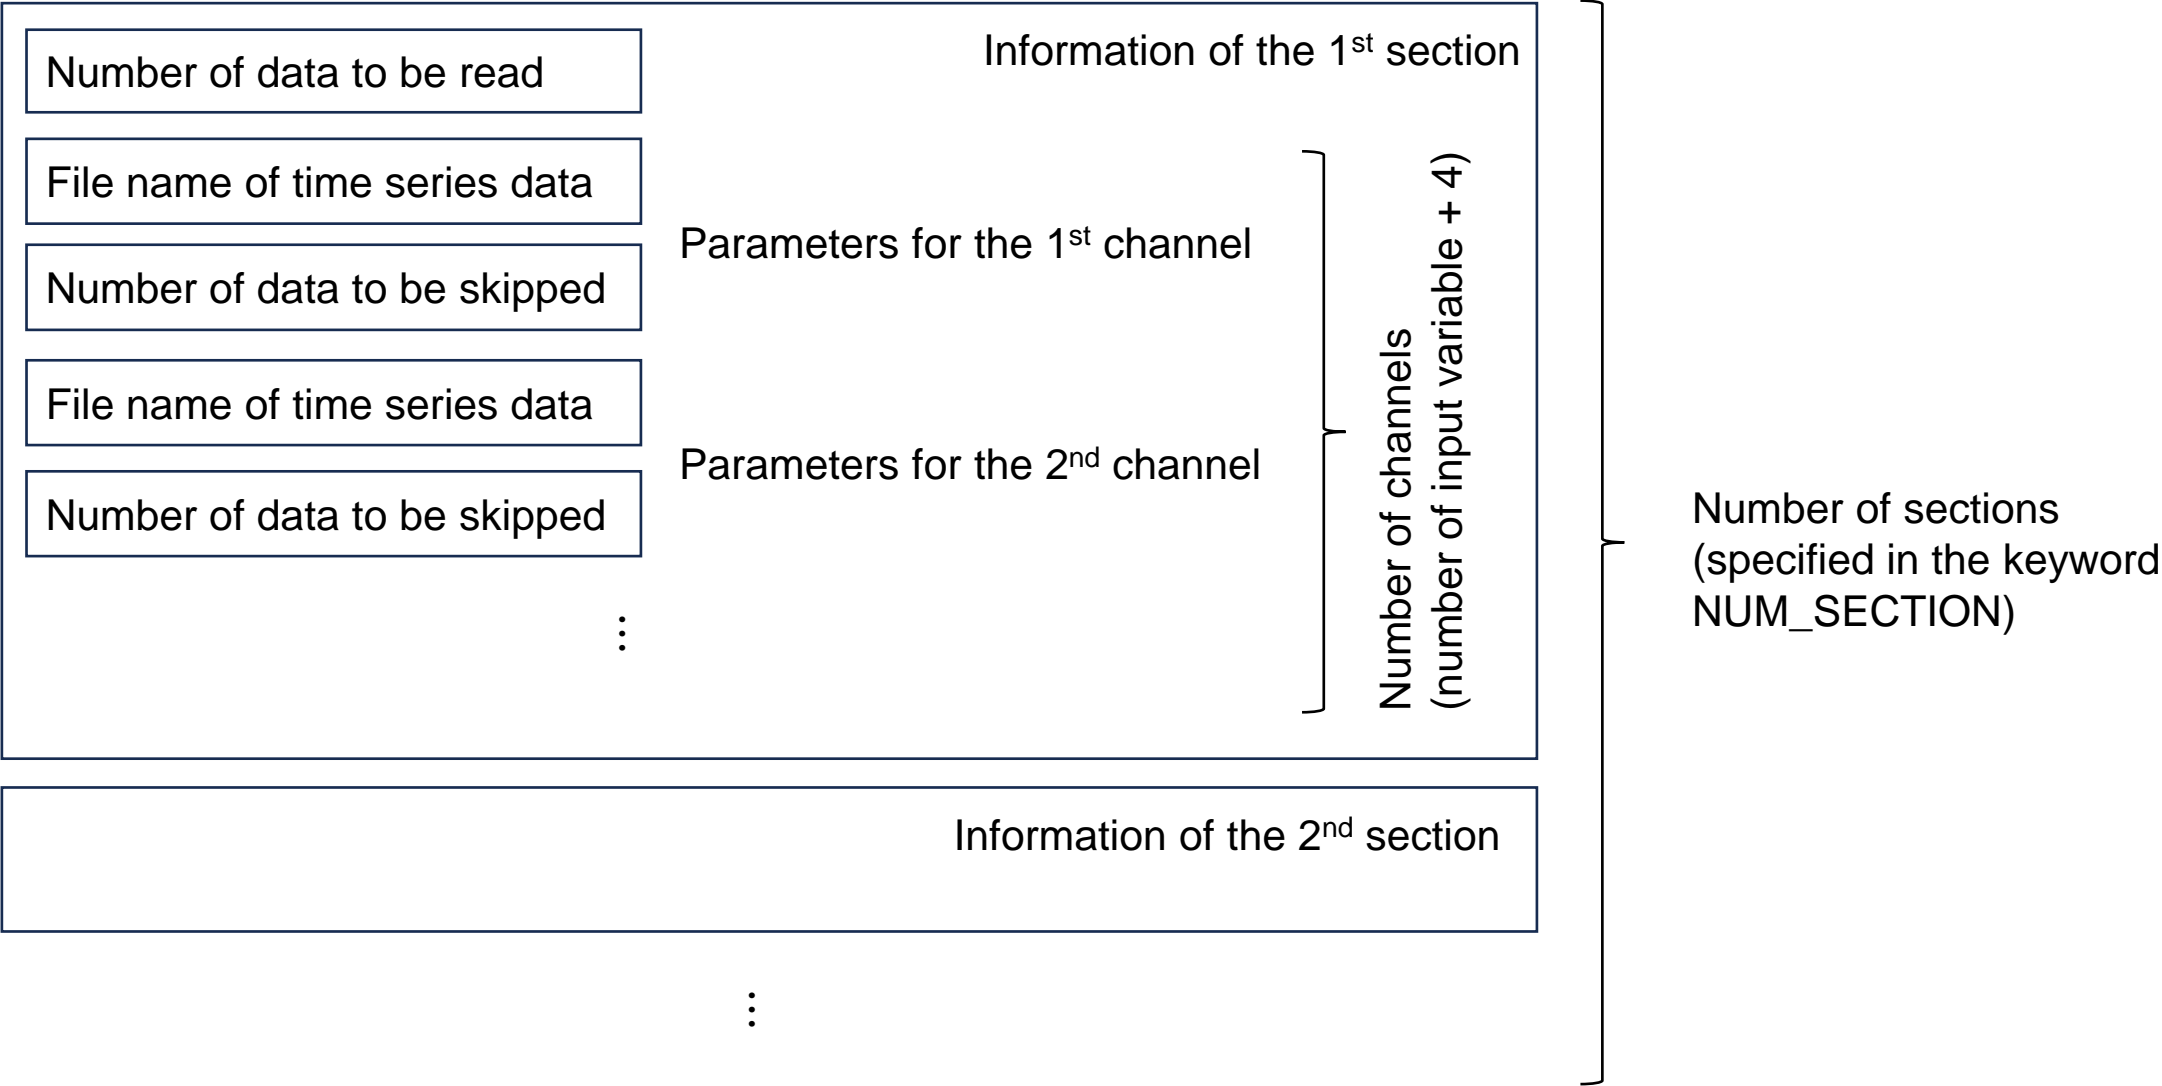 Information of the 1st section
Number of data to be read
File name of time series data
Parameters for the 1st channel
Number of data to be skipped
File name of time series data
Parameters for the 2nd channel
Number of data to be skipped
⋮
Number of channels
(number of input variable + 4)
Information of the 2nd section
⋮
Number of sections
(specified in the keyword
NUM_SECTION)